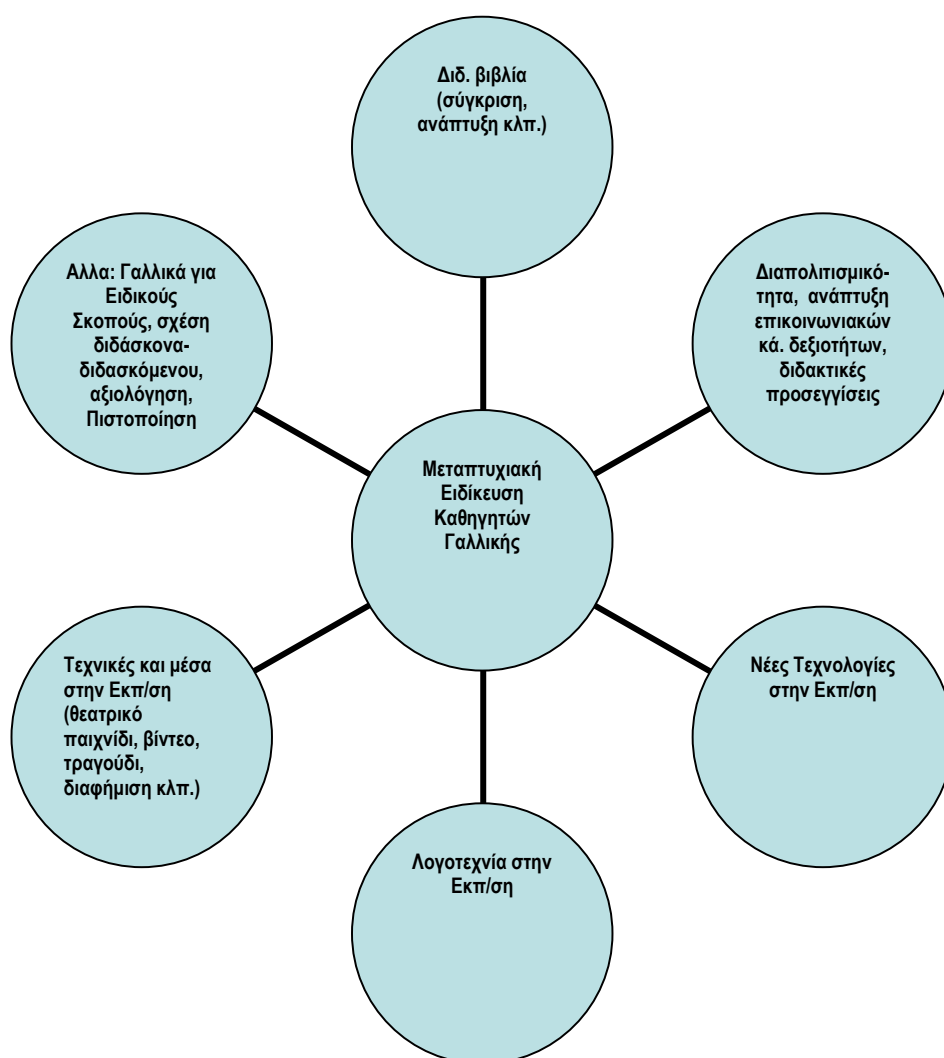 Διδ. βιβλία
(σύγκριση,
ανάπτυξη κλπ.)
Αλλα: Γαλλικά για
Ειδικούς
Σκοπούς, σχέση
διδάσκονα-
διδασκόμενου,
αξιολόγηση,
Πιστοποίηση
Διαπολιτισμικό-
τητα, ανάπτυξη
επικοινωνιακών
κά. δεξιοτήτων,
διδακτικές
προσεγγίσεις
Μεταπτυχιακή
Ειδίκευση
Καθηγητών
Γαλλικής
Τεχνικές και μέσα
στην Εκπ/ση
(θεατρικό
παιχνίδι, βίντεο,
τραγούδι,
διαφήμιση κλπ.)
Νέες Τεχνολογίες
στην Εκπ/ση
Λογοτεχνία στην
Εκπ/ση